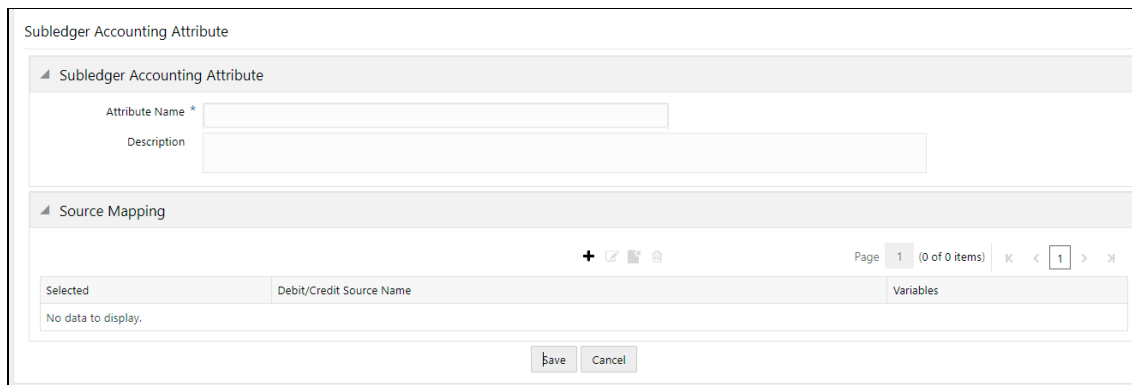 Subledger Accounting Attribute
Subledger Accounting Attribute
Attribute Name *
Description
Source Mapping
Page 1 (0 of 0 items) 1
Selected Debit/Credit Source Name Variables
No data to display.
Save Cancel